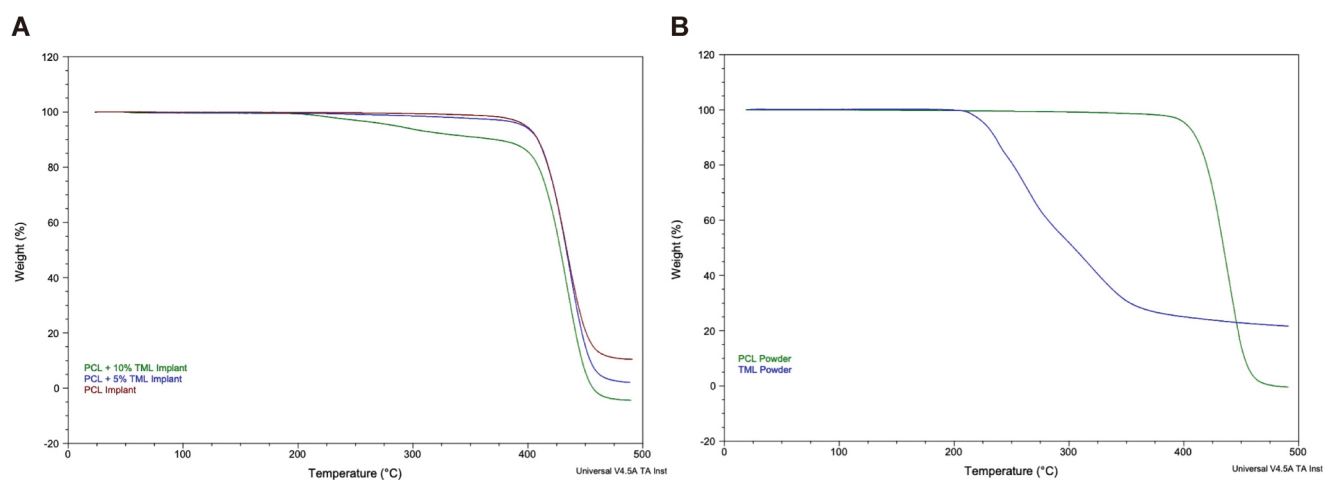 A
120
100
80
60
40
20
0
-20
Weight (%)
PCL + 10% TML Implant
PCL + 5% TML Implant
PCL Implant
0
100
200
300
400
500
Temperature (°C)
Universal V4.5A TA Inst
B
120
100
80
60
40
20
0
-20
Weight (%)
PCL Powder
TML Powder
0
100
200
300
400
500
Temperature (°C)
Universal V4.5A TA Inst